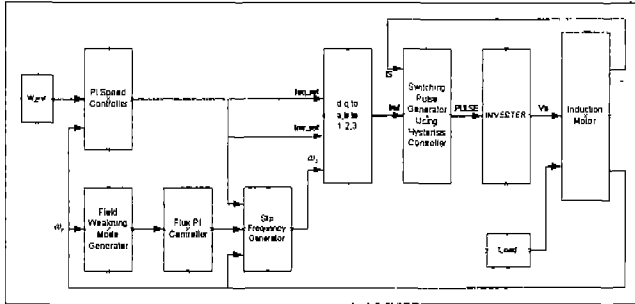 PI Speed
Controller
W_ref
d q to
a,b to
1,2,3
Switching
Pulse
Generator
Using
Hysterisis
Controller
PULSE
INVERTER
Vs
Induction
Motor
IS
Iref
Field
Weakning
Mode
Generator
Flux PI
Controller
Slip
Frequency
Generator
T_load